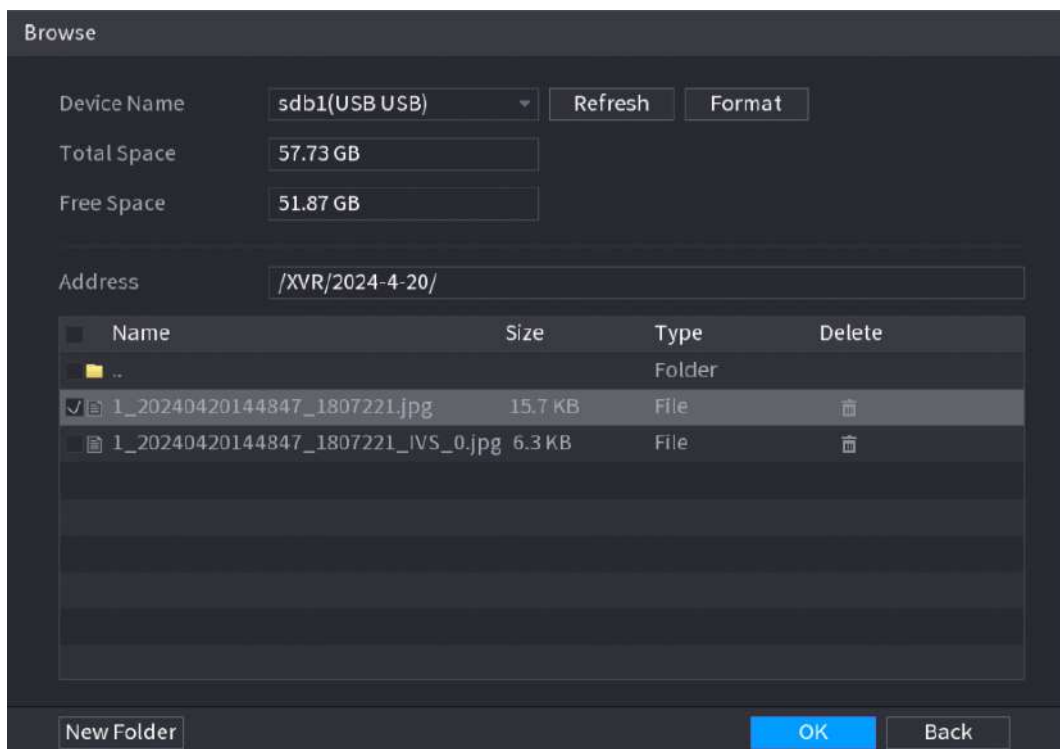 Browse
Device Name sdb1(USB USB) Refresh Format
Total Space 57.73 GB
Free Space 51.87 GB
Address /XVR/2024-4-20/
Name Size Type Delete
.. Folder
1_20240420144847_1807221.jpg 15.7 KB File
1_20240420144847_1807221_IVS_0.jpg 6.3 KB File
New Folder OK Back